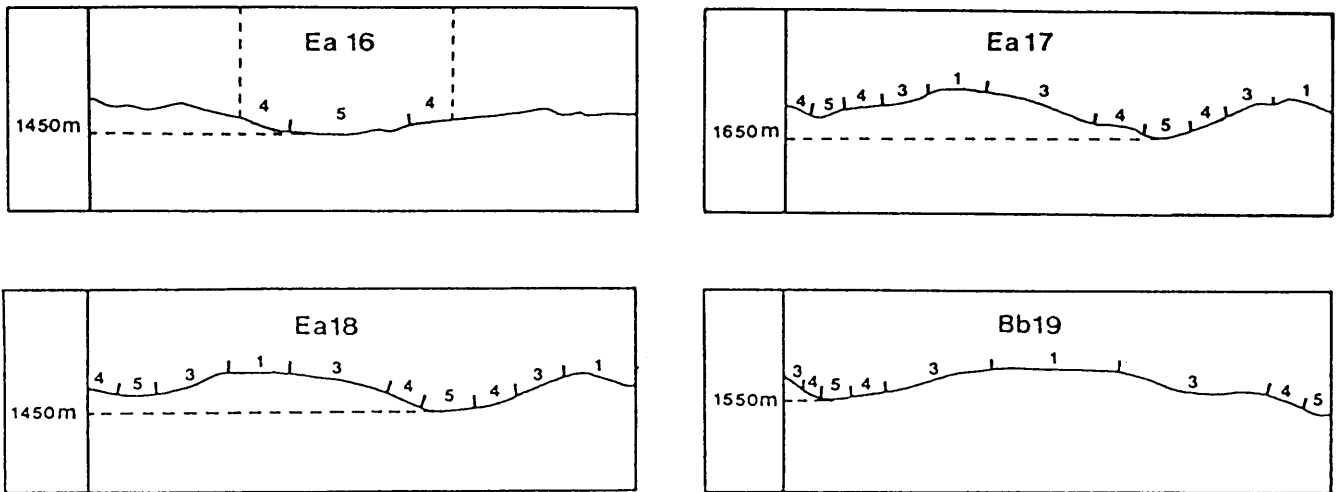 Ea 16
4 5 4
1450m
Ea 17
4 5 4 3 1 3 4 5 4 3 1
1650m
Ea18
4 5 3 1 3 4 5 4 3 1
1450m
Bb19
3 4 5 4 3 1 3 4 5
1550m